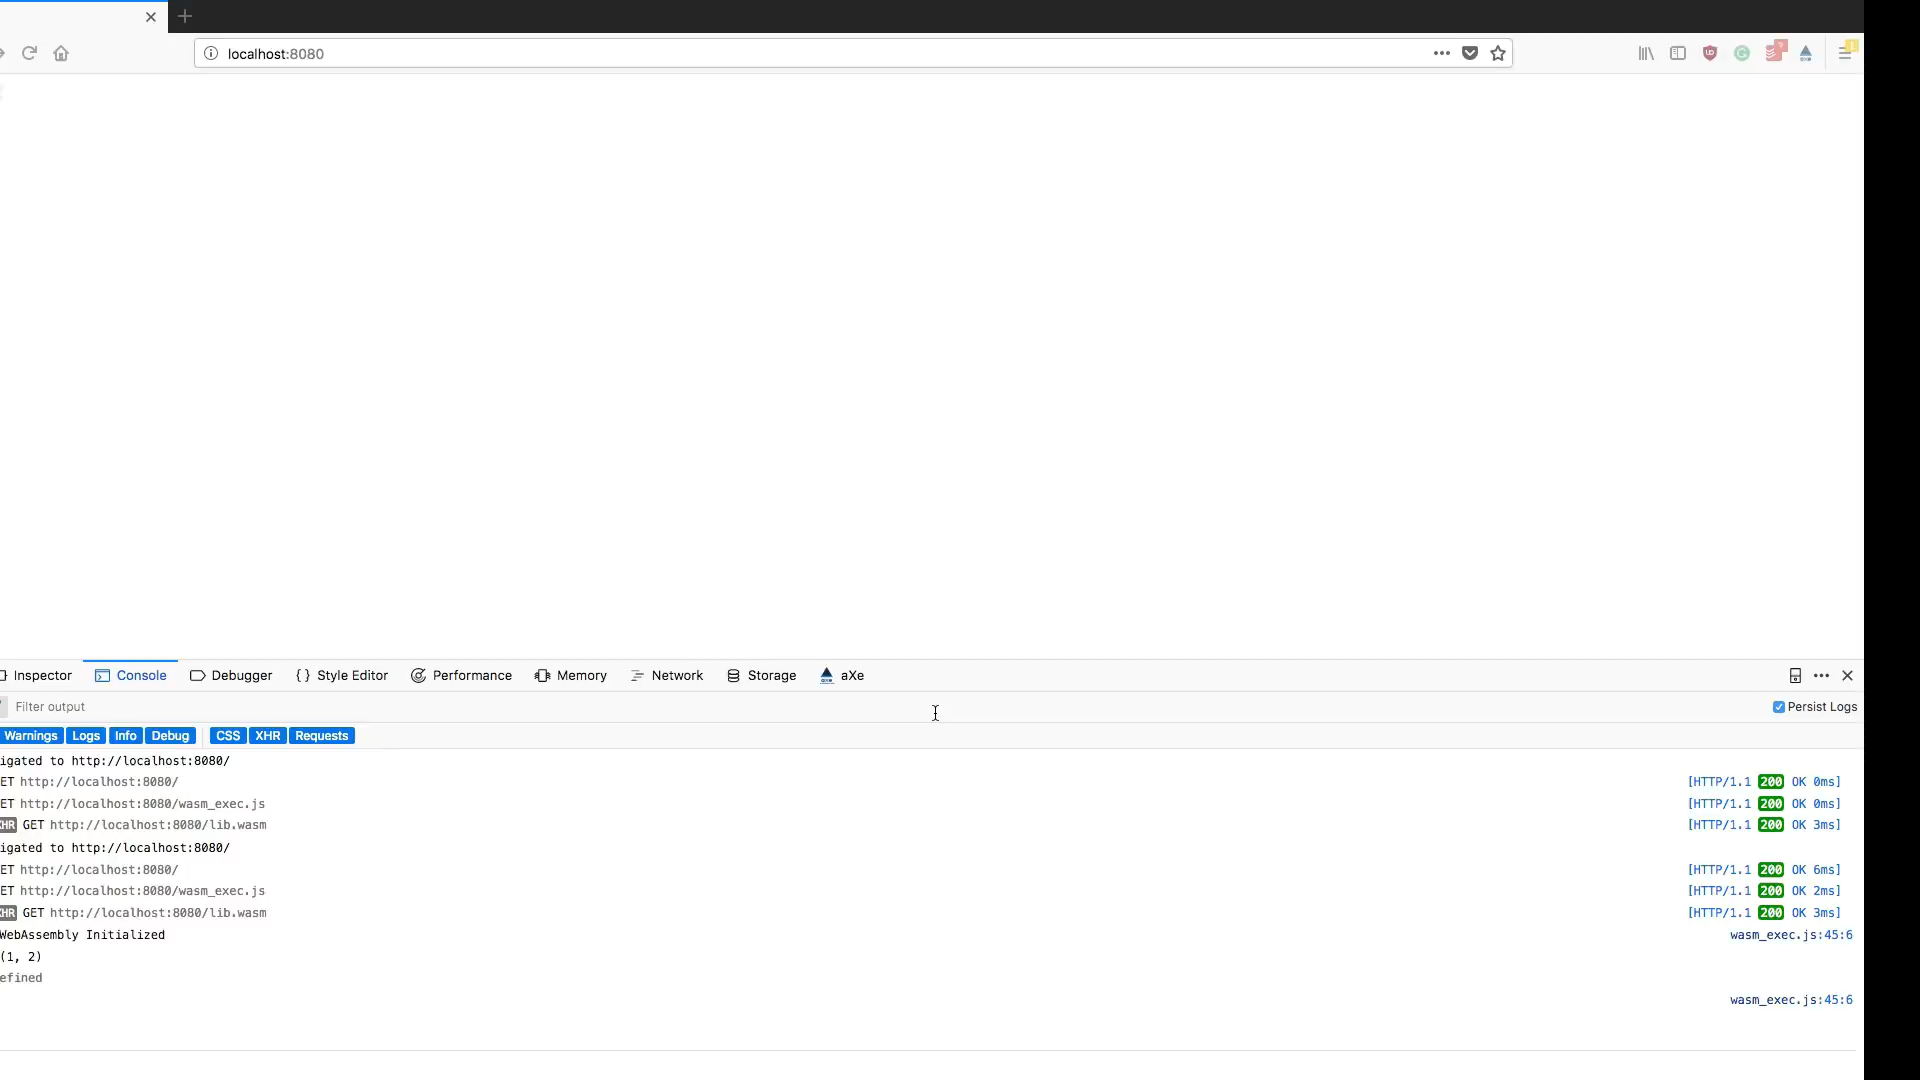 localhost:8080
Inspector Console Debugger Style Editor Performance Memory Network Storage aXe
Filter output Persist Logs
Warnings Logs Info Debug CSS XHR Requests
igated to http://localhost:8080/
ET http://localhost:8080/ [HTTP/1.1 200 OK 0ms]
ET http://localhost:8080/wasm_exec.js [HTTP/1.1 200 OK 0ms]
HR GET http://localhost:8080/lib.wasm [HTTP/1.1 200 OK 3ms]
igated to http://localhost:8080/
ET http://localhost:8080/ [HTTP/1.1 200 OK 6ms]
ET http://localhost:8080/wasm_exec.js [HTTP/1.1 200 OK 2ms]
HR GET http://localhost:8080/lib.wasm [HTTP/1.1 200 OK 3ms]
WebAssembly Initialized wasm_exec.js:45:6
(1, 2)
efined
wasm_exec.js:45:6